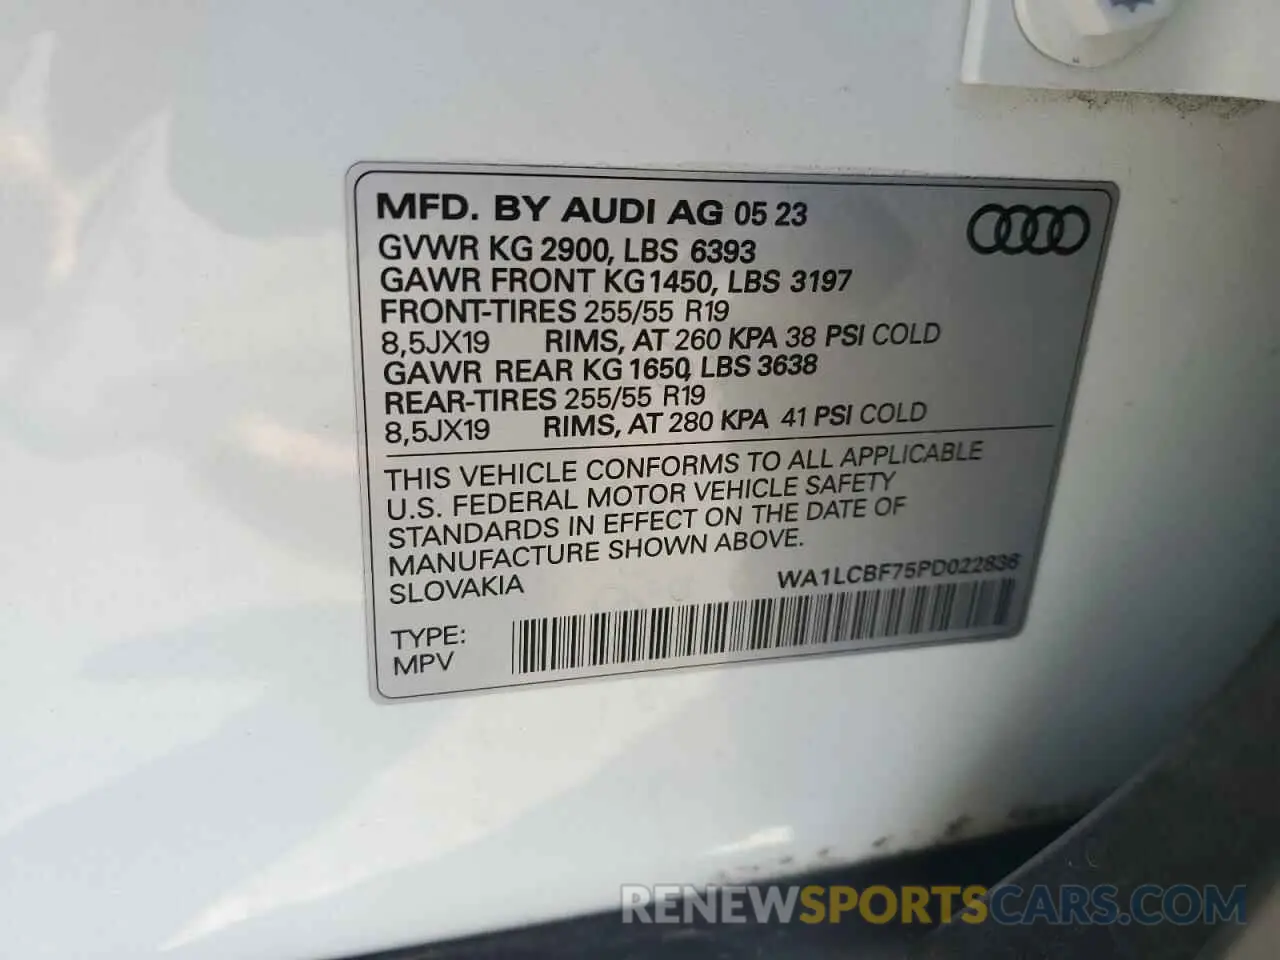 MFD. BY AUDI AG 05 23
GVWR KG 2900, LBS 6393
GAWR FRONT KG 1450, LBS 3197
FRONT-TIRES 255/55 R19
8,5JX19 RIMS, AT 260 KPA 38 PSI COLD
GAWR REAR KG 1650, LBS 3638
REAR-TIRES 255/55 R19
8,5JX19 RIMS, AT 280 KPA 41 PSI COLD
THIS VEHICLE CONFORMS TO ALL APPLICABLE
U.S. FEDERAL MOTOR VEHICLE SAFETY
STANDARDS IN EFFECT ON THE DATE OF
MANUFACTURE SHOWN ABOVE.
SLOVAKIA
WA1LCBF75PD022836
TYPE:
MPV
RENEWSPORTSCARS.COM